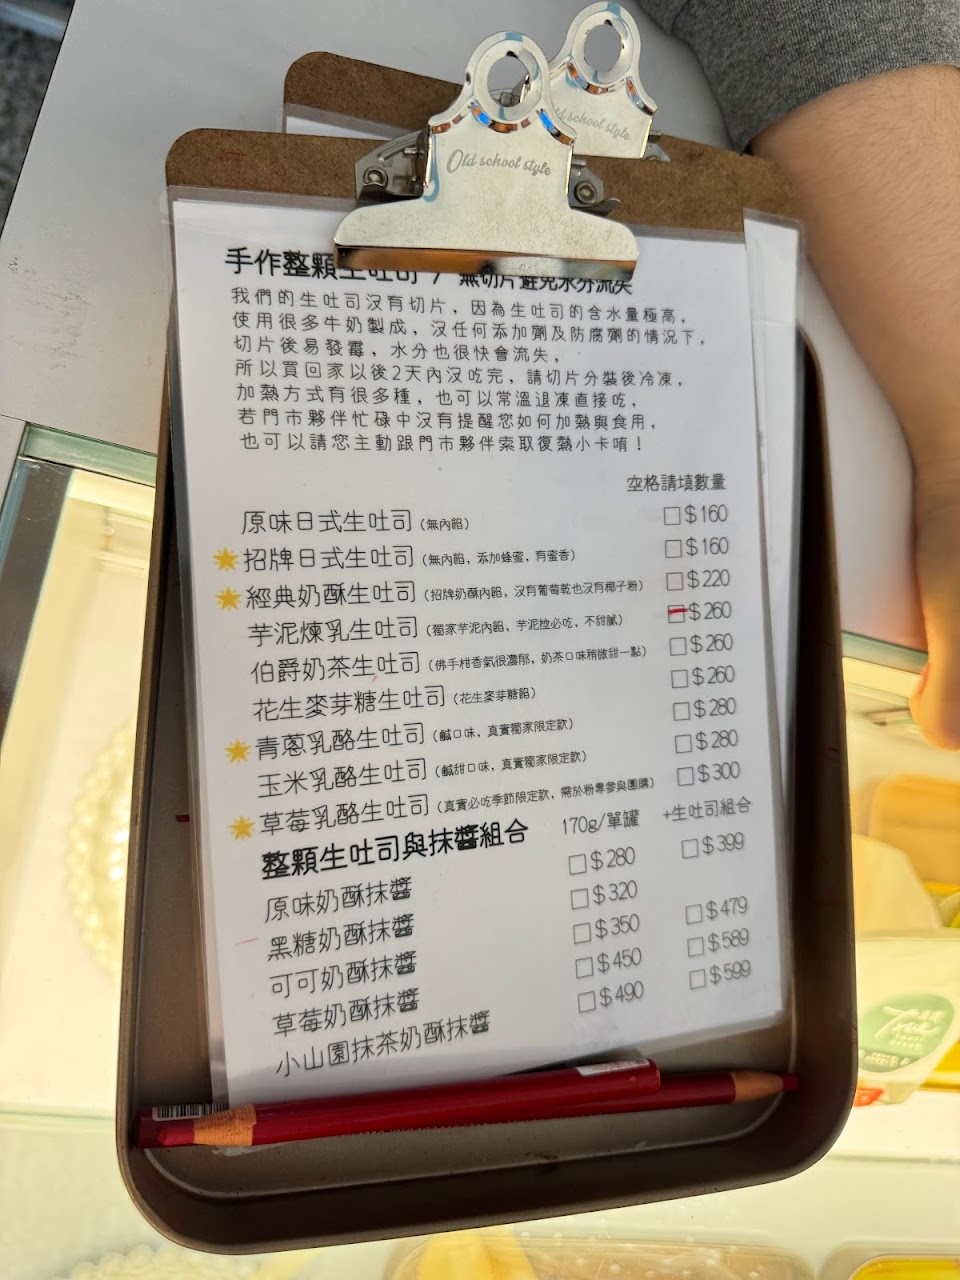 Old school style
old school style
手作整顆生吐司 / 無切片避免水分流失
我們的生吐司沒有切片，因為生吐司的含水量極高，
使用很多牛奶製成，沒任何添加劑及防腐劑的情況下，
切片後易發霉，水分也很快會流失，
所以買回家以後2天內沒吃完，請切片分裝後冷凍，
加熱方式有很多種，也可以常溫退凍直接吃，
若門市夥伴忙碌中沒有提醒您如何加熱與食用，
也可以請您主動跟門市夥伴索取復熱小卡唷！
空格請填數量
原味日式生吐司（無內餡） □$160
招牌日式生吐司（無內餡，添加蜂蜜，有蜜香） □$160
經典奶酥生吐司（招牌奶酥內餡，沒有葡萄乾也沒有椰子粉） □$220
芋泥煉乳生吐司（獨家芋泥內餡，芋泥控必吃，不甜膩） □$260
伯爵奶茶生吐司（佛手柑香氣很濃郁，奶茶口味稍微甜一點） □$260
花生麥芽糖生吐司（花生麥芽糖餡） □$260
青蔥乳酪生吐司（鹹口味，真實獨家限定款） □$280
玉米乳酪生吐司（鹹甜口味，真實獨家限定款） □$280
草莓乳酪生吐司（真實必吃季節限定款，需於粉專參與團購） □$300
整顆生吐司與抹醬組合 170g/單罐 +生吐司組合
原味奶酥抹醬 □$280 □$399
黑糖奶酥抹醬 □$320
可可奶酥抹醬 □$350 □$479
草莓奶酥抹醬 □$450 □$589
小山園抹茶奶酥抹醬 □$490 □$599